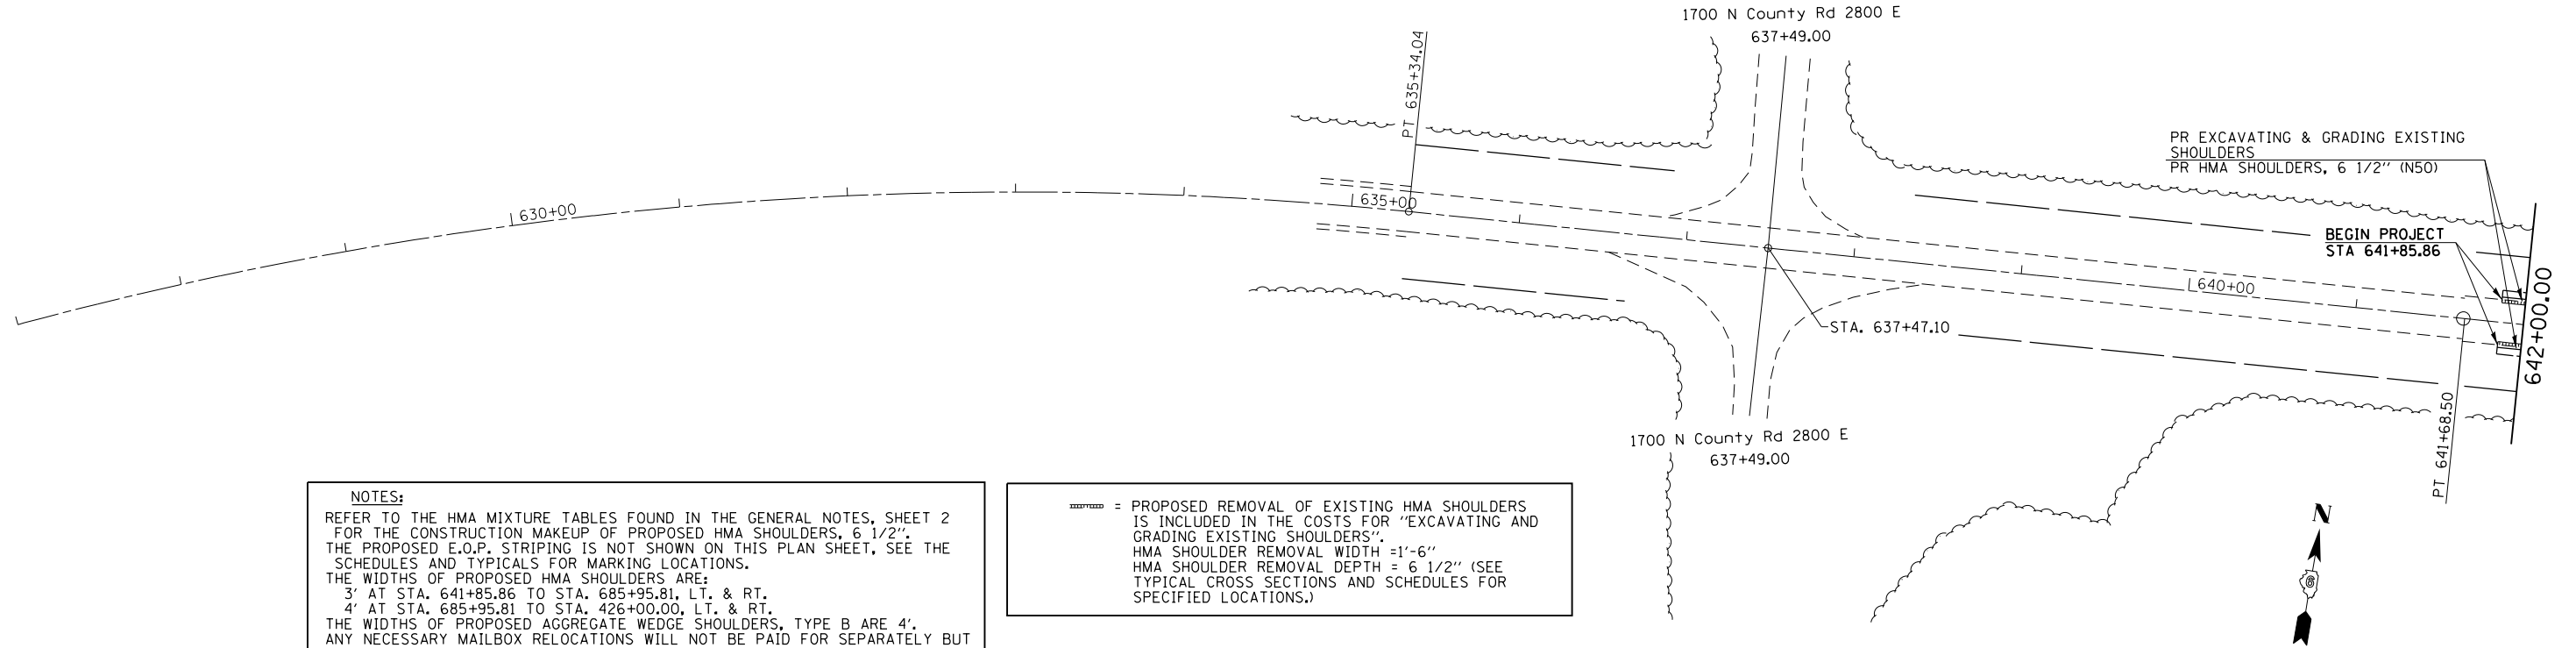 1700 N County Rd 2800 E
637+49.00
PT 635+34.04
PR EXCAVATING & GRADING EXISTING
SHOULDERS
PR HMA SHOULDERS, 6 1/2" (N50)
630+00
635+00
BEGIN PROJECT
STA 641+85.86
640+00
642+00.00
STA. 637+47.10
PT 641+68.50
1700 N County Rd 2800 E
637+49.00
NOTES:
REFER TO THE HMA MIXTURE TABLES FOUND IN THE GENERAL NOTES, SHEET 2
FOR THE CONSTRUCTION MAKEUP OF PROPOSED HMA SHOULDERS, 6 1/2".
THE PROPOSED E.O.P. STRIPING IS NOT SHOWN ON THIS PLAN SHEET, SEE THE
SCHEDULES AND TYPICALS FOR MARKING LOCATIONS.
THE WIDTHS OF PROPOSED HMA SHOULDERS ARE:
3' AT STA. 641+85.86 TO STA. 685+95.81, LT. & RT.
4' AT STA. 685+95.81 TO STA. 426+00.00, LT. & RT.
THE WIDTHS OF PROPOSED AGGREGATE WEDGE SHOULDERS, TYPE B ARE 4'.
ANY NECESSARY MAILBOX RELOCATIONS WILL NOT BE PAID FOR SEPARATELY BUT
= PROPOSED REMOVAL OF EXISTING HMA SHOULDERS
IS INCLUDED IN THE COSTS FOR "EXCAVATING AND
GRADING EXISTING SHOULDERS".
HMA SHOULDER REMOVAL WIDTH =1'-6"
HMA SHOULDER REMOVAL DEPTH = 6 1/2" (SEE
TYPICAL CROSS SECTIONS AND SCHEDULES FOR
SPECIFIED LOCATIONS.)
N
6